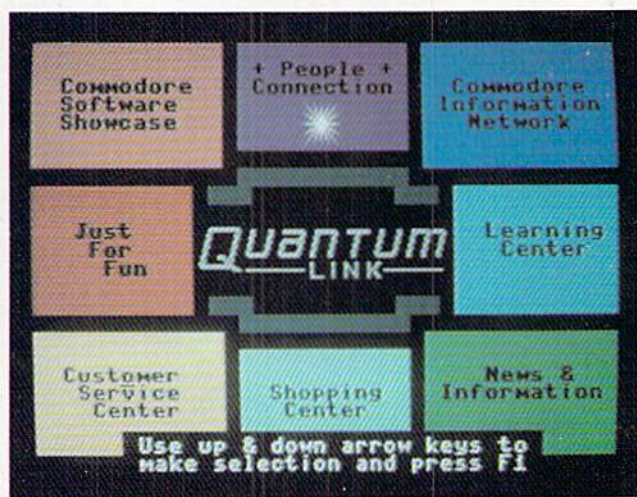 Commodore
Software
Showcase
+ People +
Connection
Commodore
Information
Network
Just
For
Fun
QUANTUM
LINK
Learning
Center
Customer
Service
Center
Shopping
Center
News &
Information
Use up & down arrow keys to
make selection and press F1